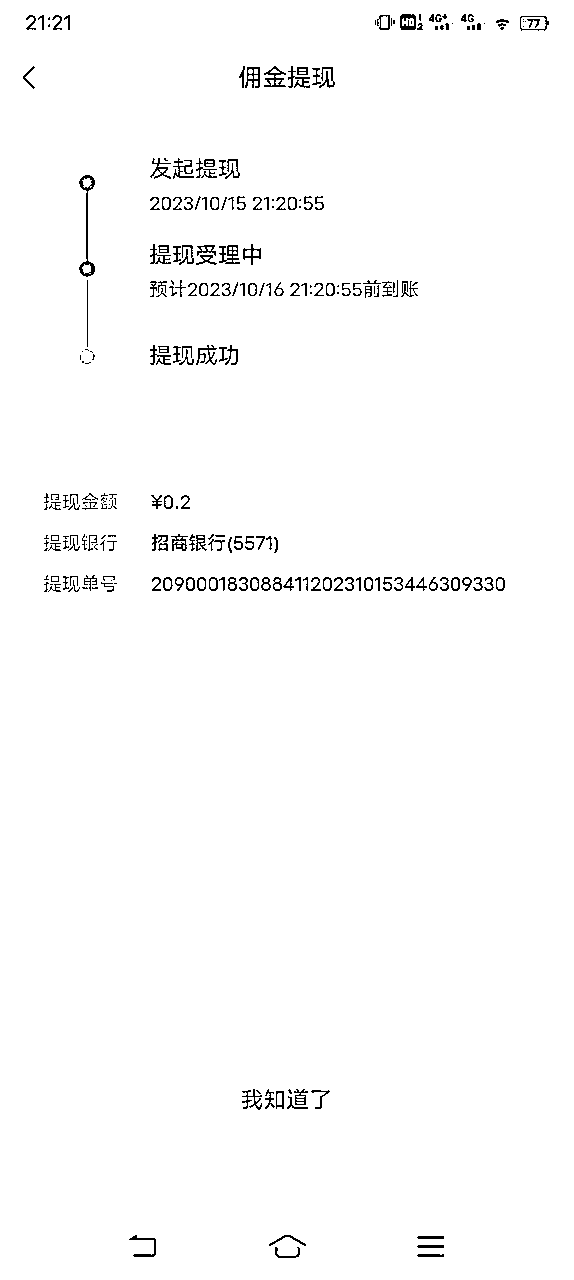 21:21
HD 1 2 4G+ 4G 77
佣金提现
发起提现
2023/10/15 21:20:55
提现受理中
预计2023/10/16 21:20:55前到账
提现成功
提现金额 ¥0.2
提现银行 招商银行(5571)
提现单号 209000183088411202310153446309330
我知道了